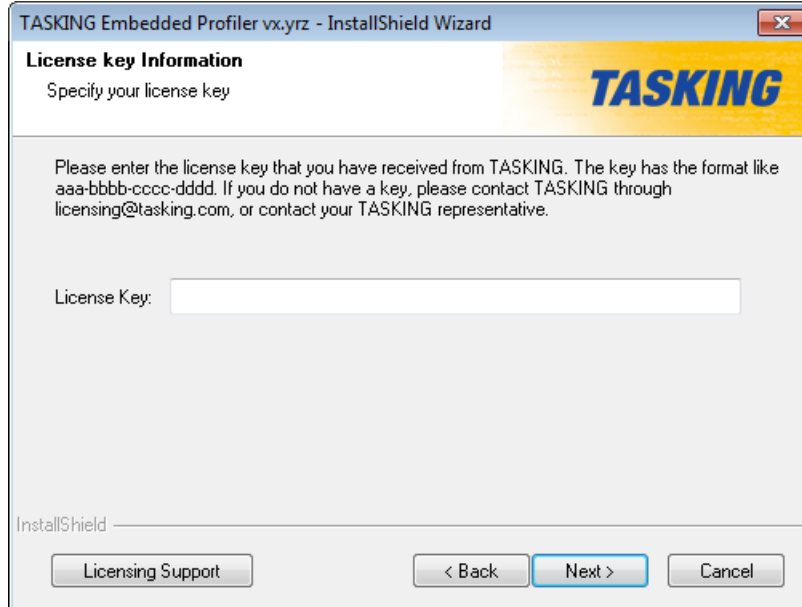 TASKING Embedded Profiler vx.yrz - InstallShield Wizard
License key Information
Specify your license key
TASKING
Please enter the license key that you have received from TASKING. The key has the format like
aaa-bbbb-cccc-dddd. If you do not have a key, please contact TASKING through
licensing@tasking.com, or contact your TASKING representative.
License Key:
InstallShield
Licensing Support
< Back
Next >
Cancel